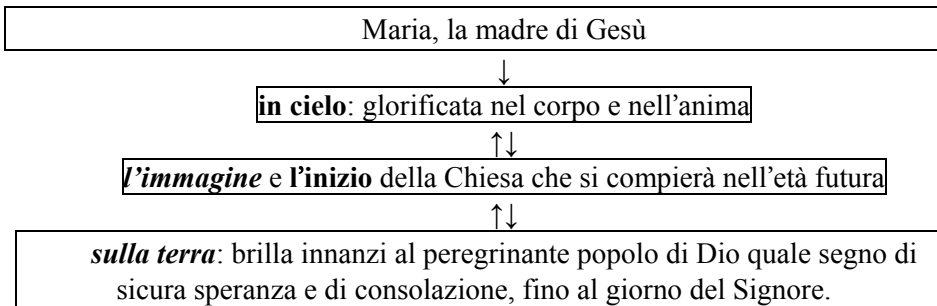 Maria, la madre di Gesù
↓
in cielo: glorificata nel corpo e nell’anima
↑↓
l’immagine e l’inizio della Chiesa che si compierà nell’età futura
↑↓
sulla terra: brilla innanzi al peregrinante popolo di Dio quale segno di
sicura speranza e di consolazione, fino al giorno del Signore.